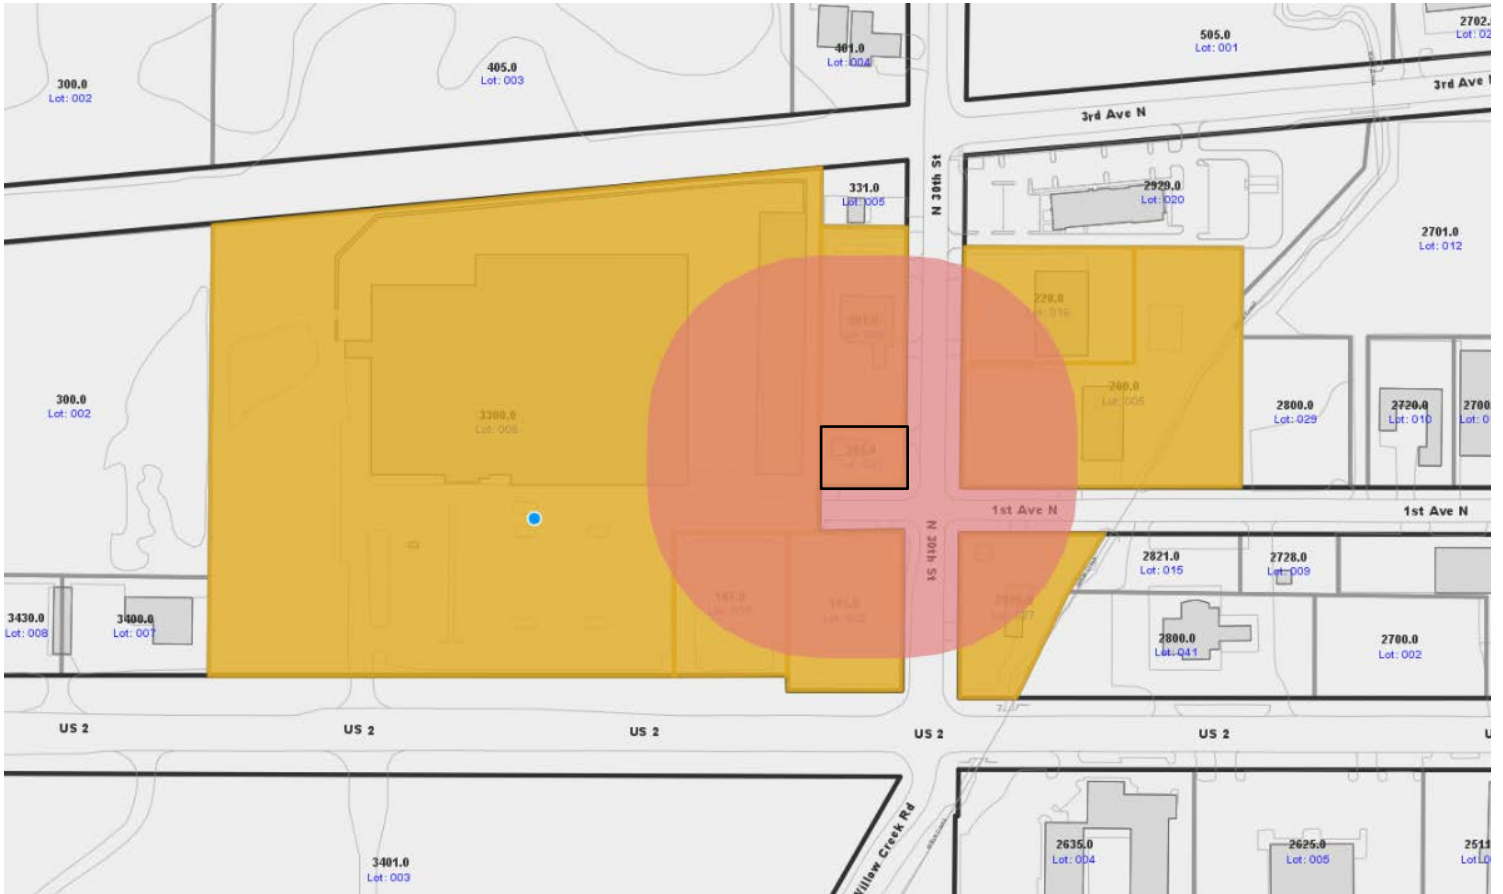 2702.
Lot: 02
505.0
Lot: 001
401.0
Lot: 004
405.0
Lot: 003
300.0
Lot: 002
3rd Ave N
3rd Ave
N 30th St
331.0
Lot: 005
2929.0
Lot: 020
2701.0
Lot: 012
220.0
300.0
Lot: 002
3300.0
200.0
Lot: 005
2800.0
Lot: 029
2720.0
Lot: 010
2700
Lot: 0
1st Ave N
1st Ave N
N 30th St
2821.0
Lot: 015
2728.0
Lot: 009
3430.0
Lot: 008
3400.0
Lot: 007
2800.0
Lot: 041
2700.0
Lot: 002
US 2
US 2
US 2
US 2
US 2
Willow Creek Rd
3401.0
Lot: 003
2635.0
Lot: 004
2625.0
Lot: 005
2511